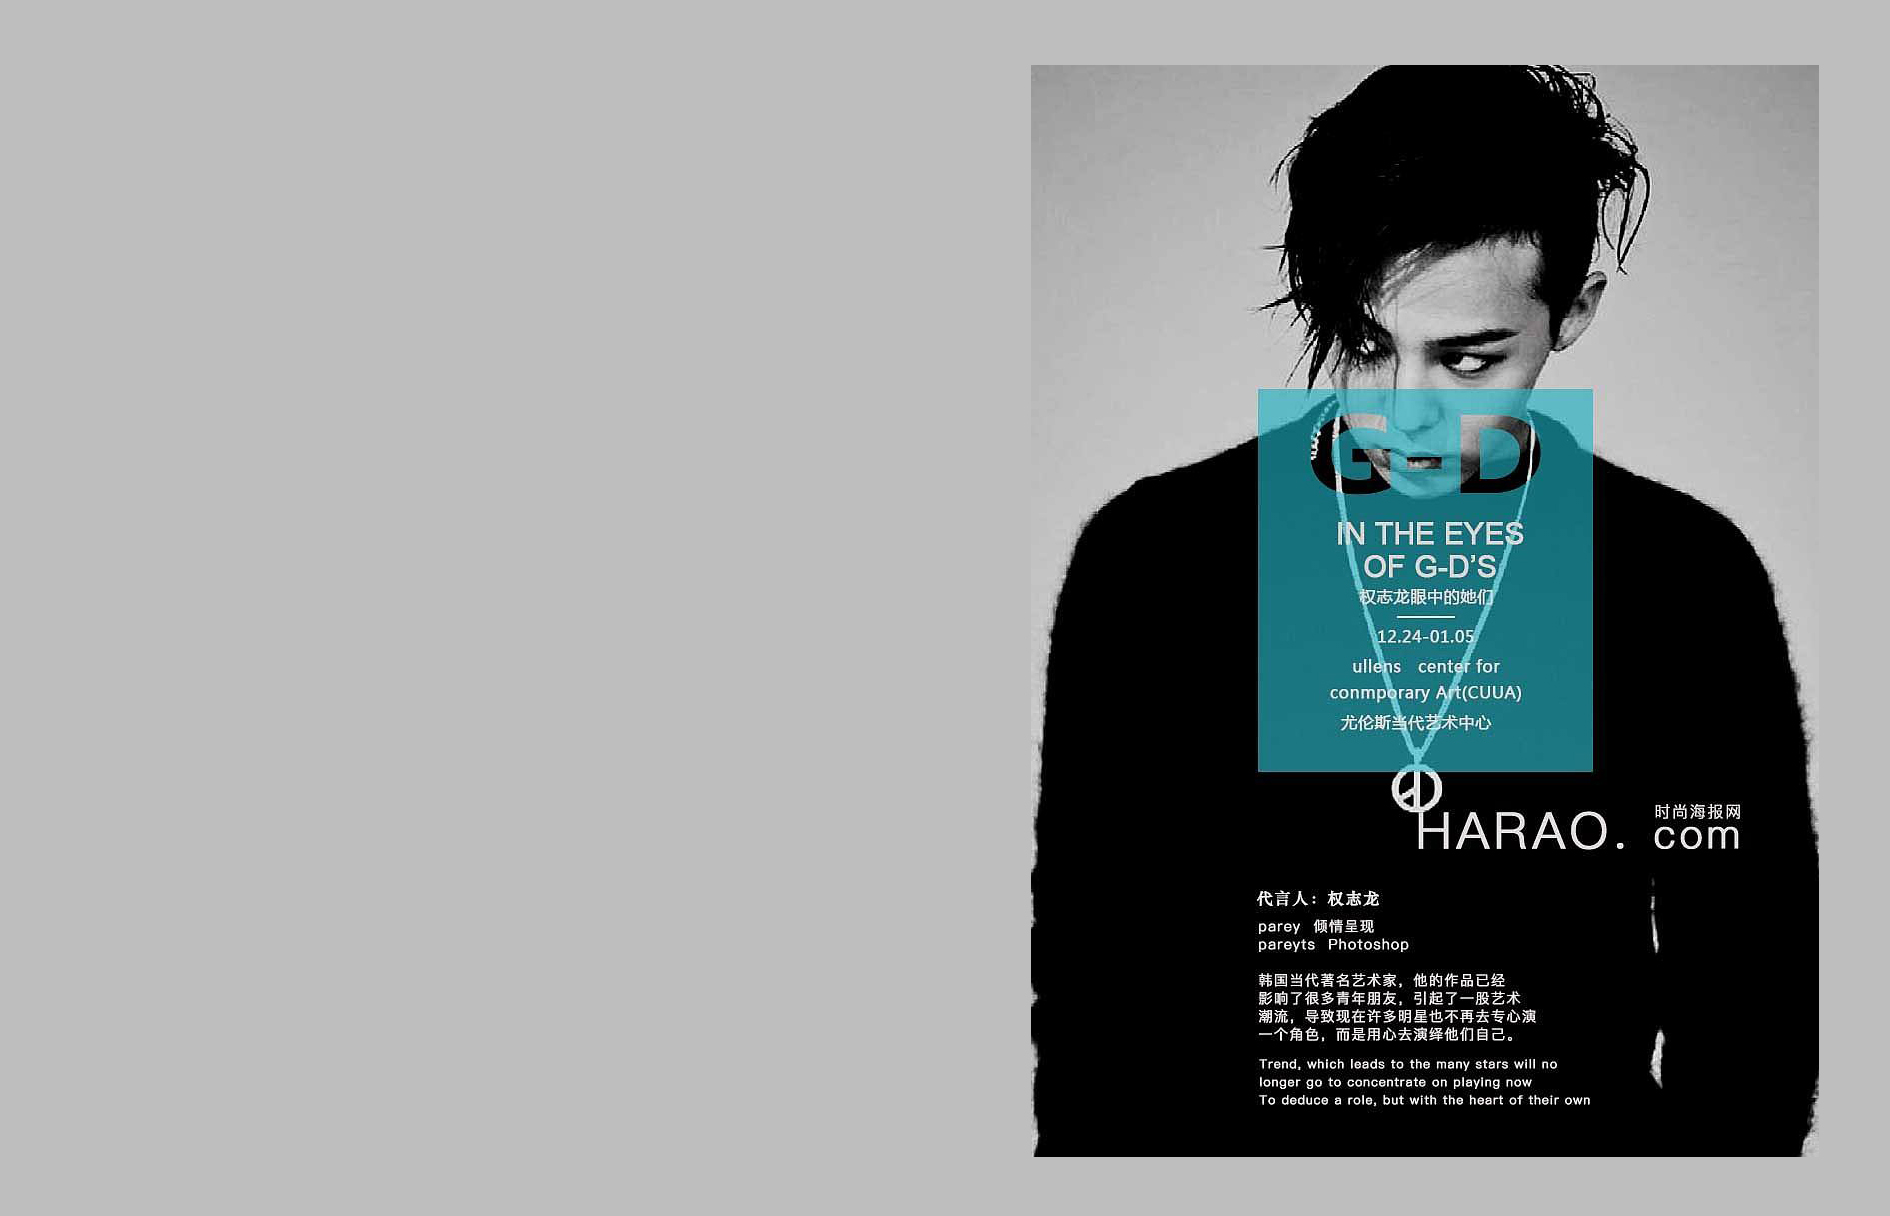 G-D
IN THE EYES
OF G-D'S
权志龙眼中的她们
12.24-01.05
ullens center for
conmporary Art(CUUA)
尤伦斯当代艺术中心
HARAO.
时尚海报网
com
代言人：权志龙
parey 倾情呈现
pareyts Photoshop
韩国当代著名艺术家，他的作品已经
影响了很多青年朋友，引起了一股艺术
潮流，导致现在许多明星也不再去专心演
一个角色，而是用心去演绎他们自己。
Trend, which leads to the many stars will no
longer go to concentrate on playing now
To deduce a role, but with the heart of their own